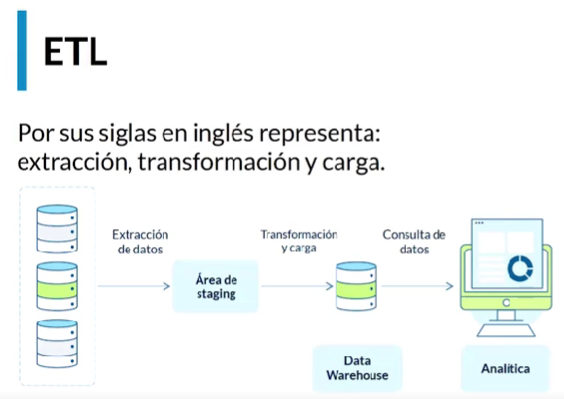 ETL
Por sus siglas en inglés representa:
extracción, transformación y carga.
Extracción
de datos
Área de
staging
Transformación
y carga
Consulta de
datos
Data
Warehouse
Analítica